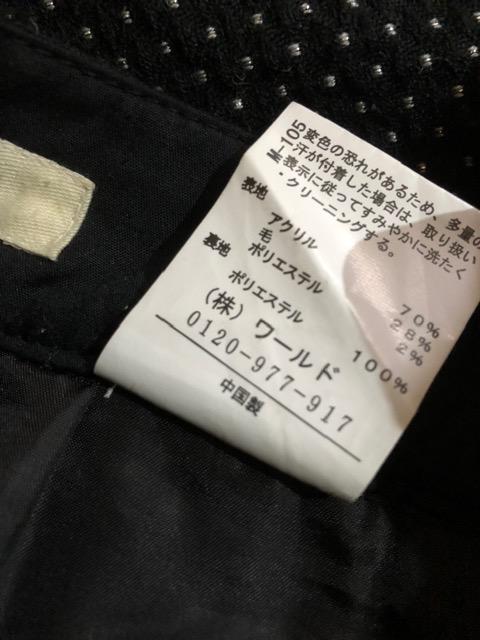 H-105
変色の恐れがあるため、多量の
汗が付着した場合は、取り扱い
表示に従ってすみやかに洗たく
・クリーニングする。
表地
アクリル 70%
毛 28%
ポリエステル 2%
裏地
ポリエステル 100%
(株)ワールド
0120-977-917
中国製